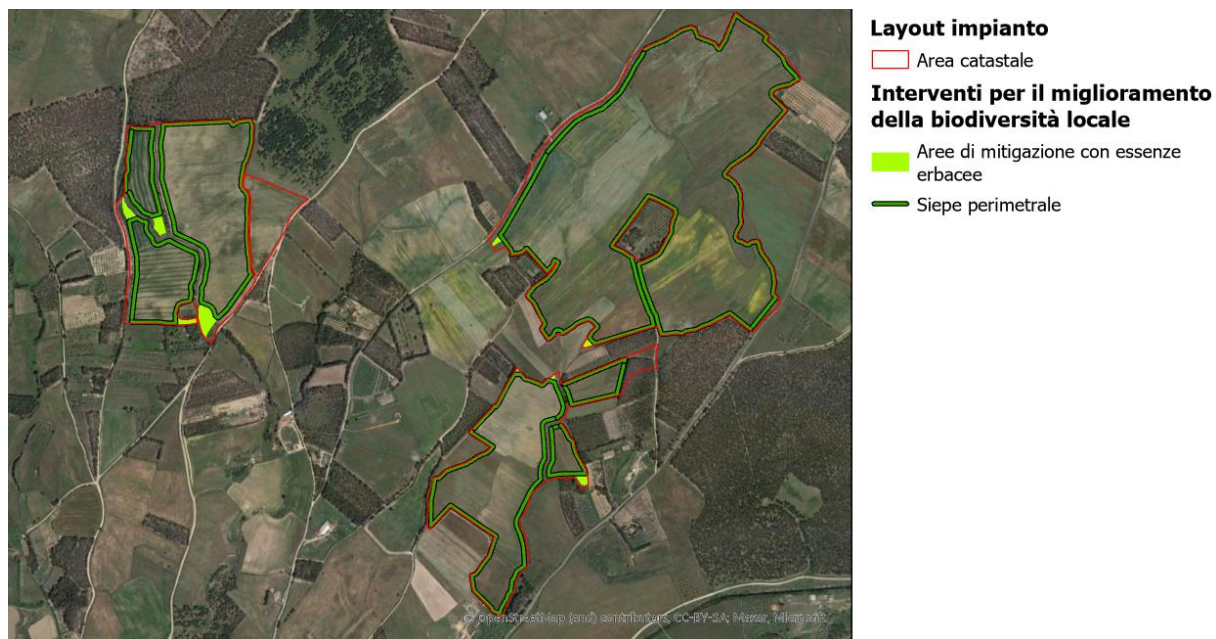 Layout impianto
Area catastale
Interventi per il miglioramento
della biodiversità locale
Aree di mitigazione con essenze
erbacee
Siepe perimetrale
© OpenStreetMap (and) contributors, CC-BY-SA; Maxar, Microsoft